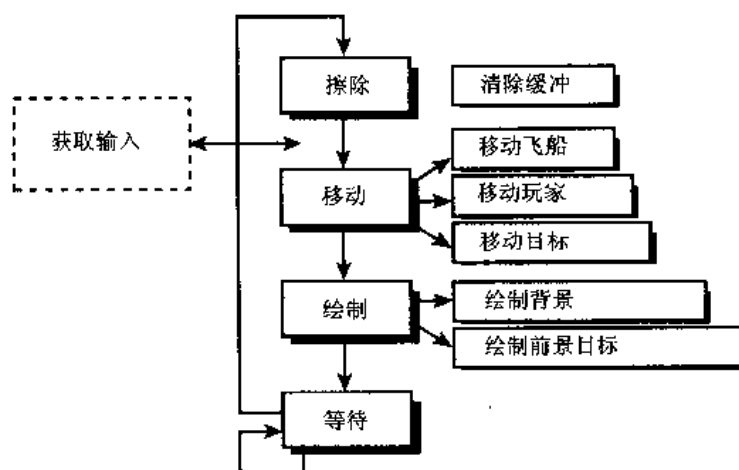 擦除
清除缓冲
获取输入
移动飞船
移动
移动玩家
移动目标
绘制
绘制背景
绘制前景目标
等待